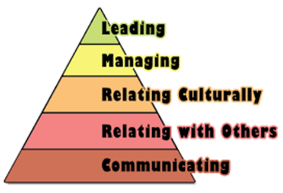 Leading
Managing
Relating Culturally
Relating with Others
Communicating